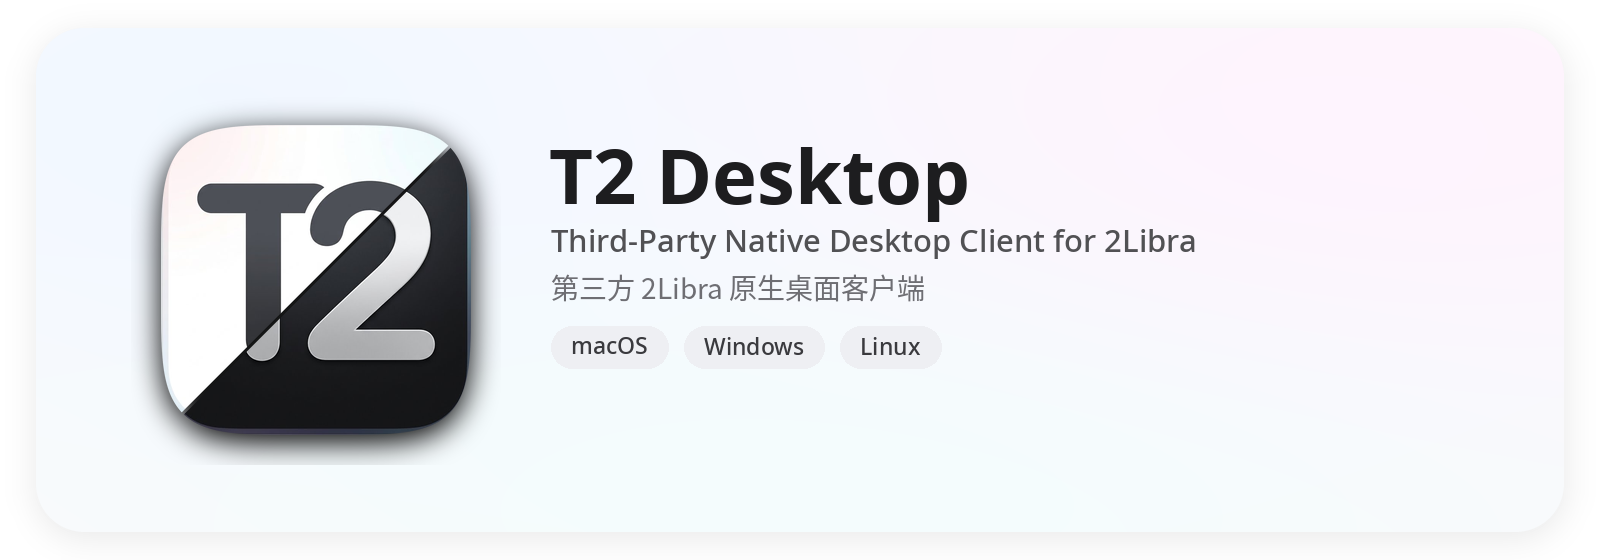 T2
T2 Desktop
Third-Party Native Desktop Client for 2Libra
第三方 2Libra 原生桌面客户端
macOS Windows Linux